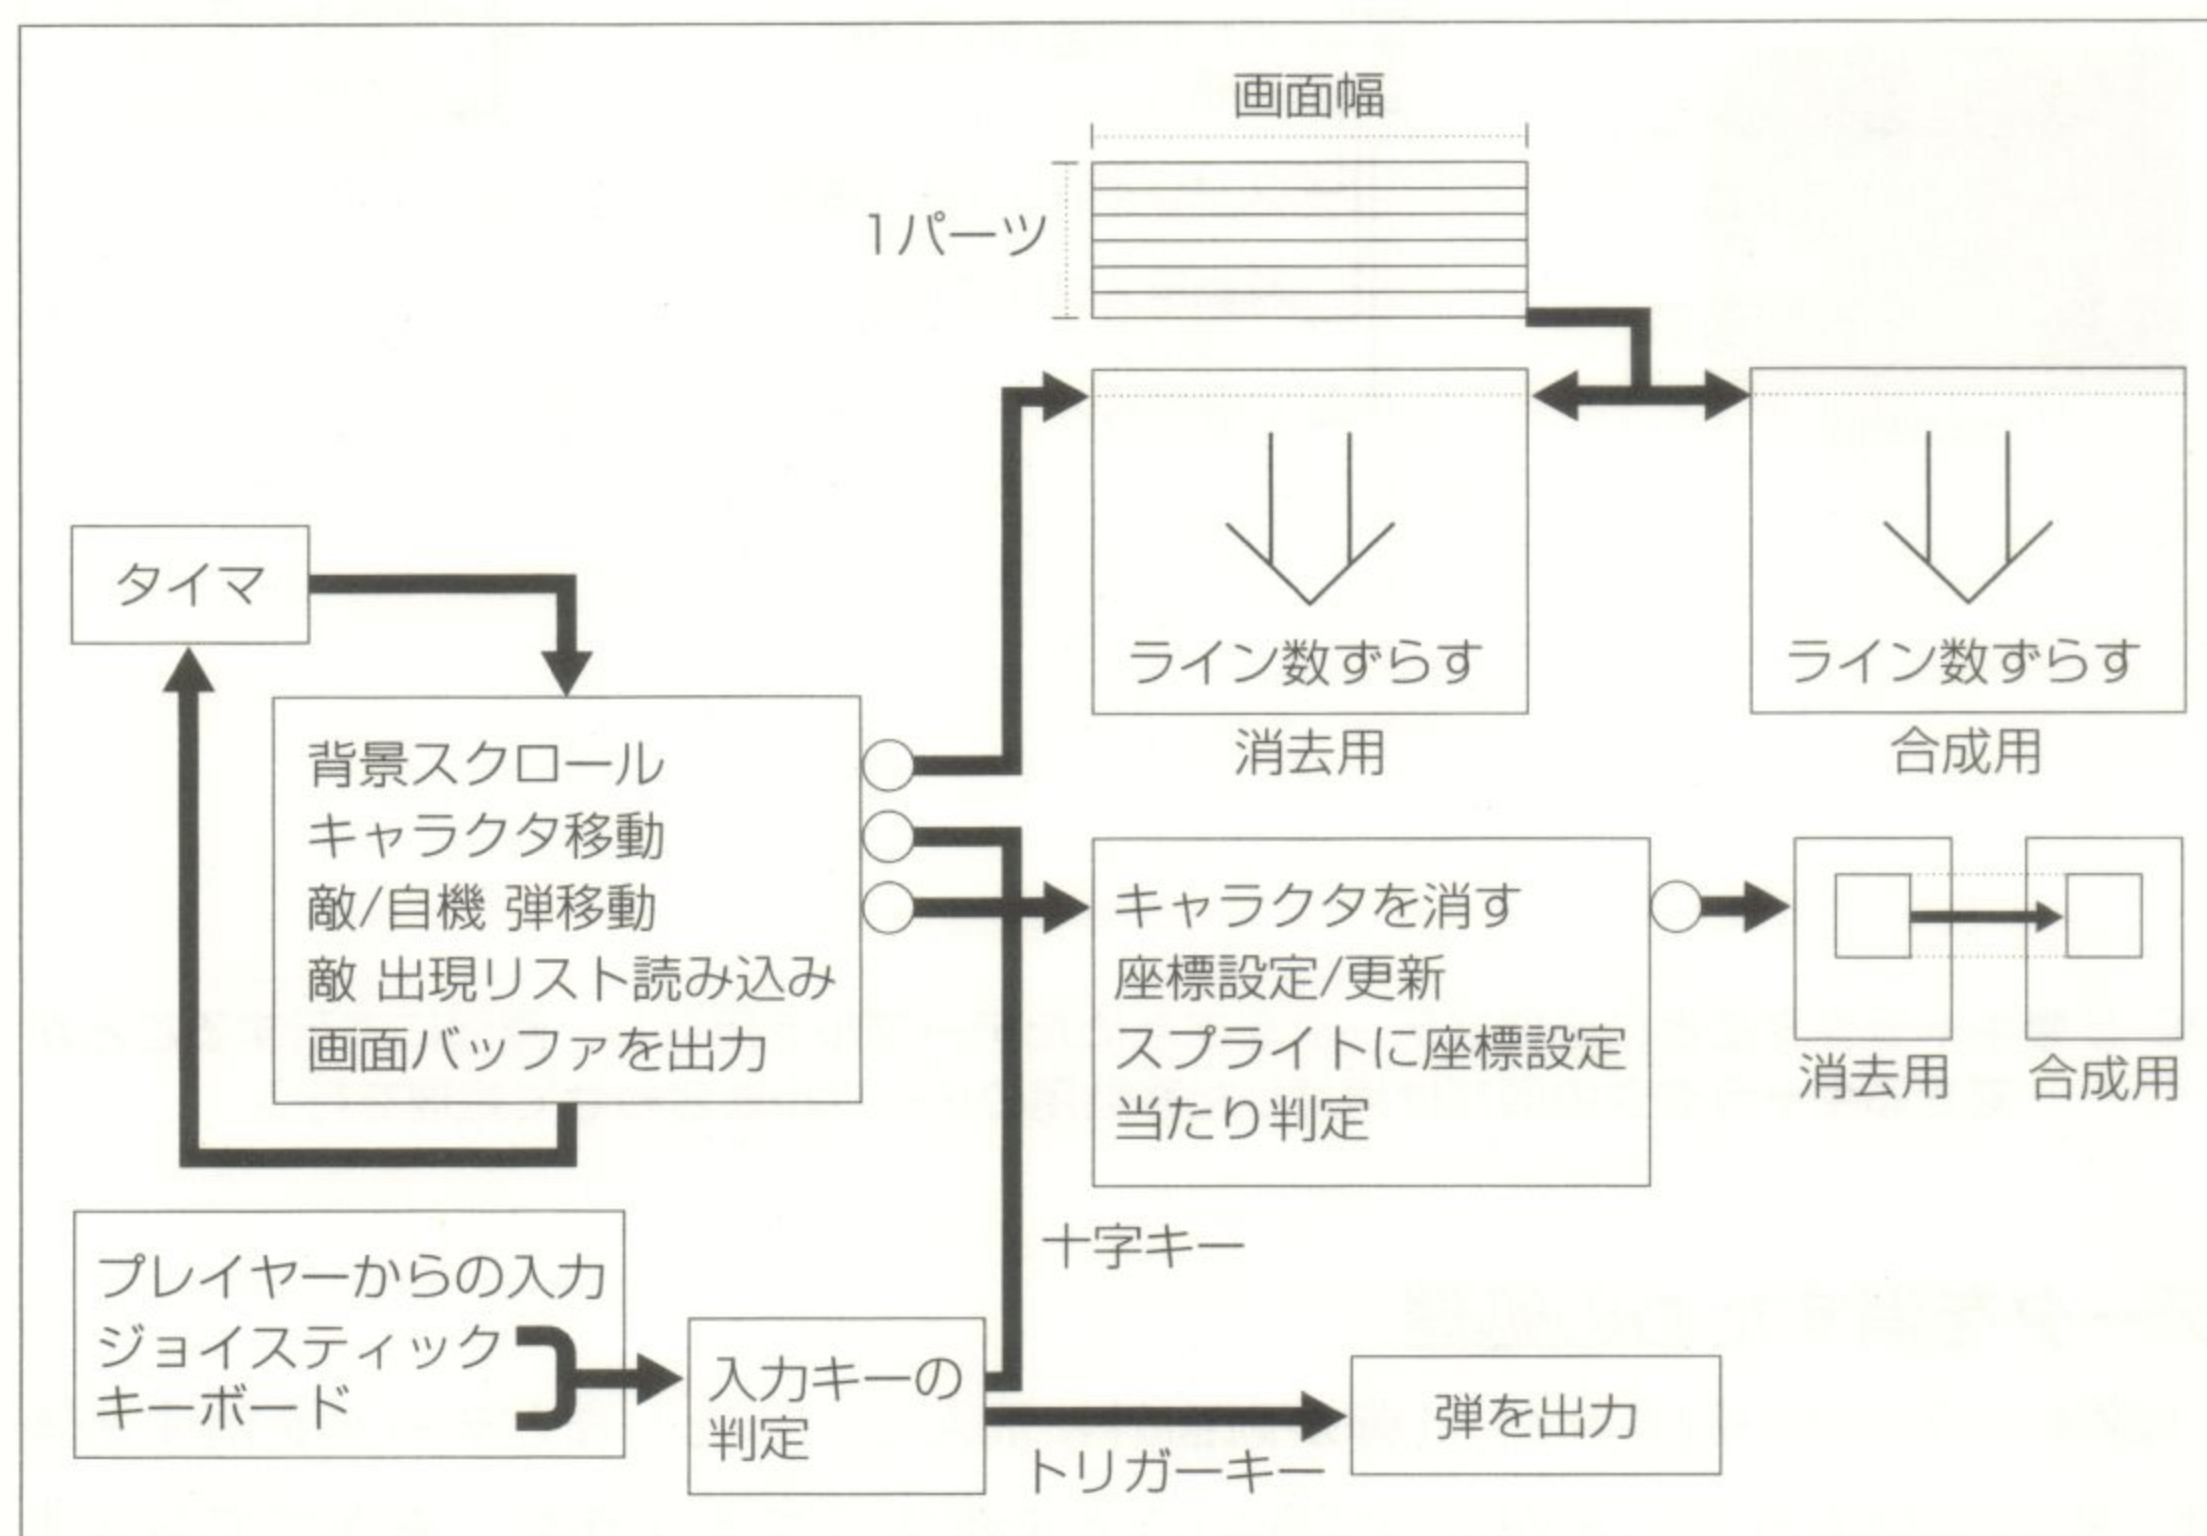 画面幅
1パーツ
タイマ
ライン数ずらす
ライン数ずらす
消去用
合成用
背景スクロール
キャラクタ移動
敵/自機 弾移動
敵 出現リスト読み込み
画面バッファを出力
キャラクタを消す
座標設定/更新
スプライトに座標設定
当たり判定
消去用
合成用
十字キー
プレイヤーからの入力
ジョイスティック
キーボード
入力キーの
判定
弾を出力
トリガーキー